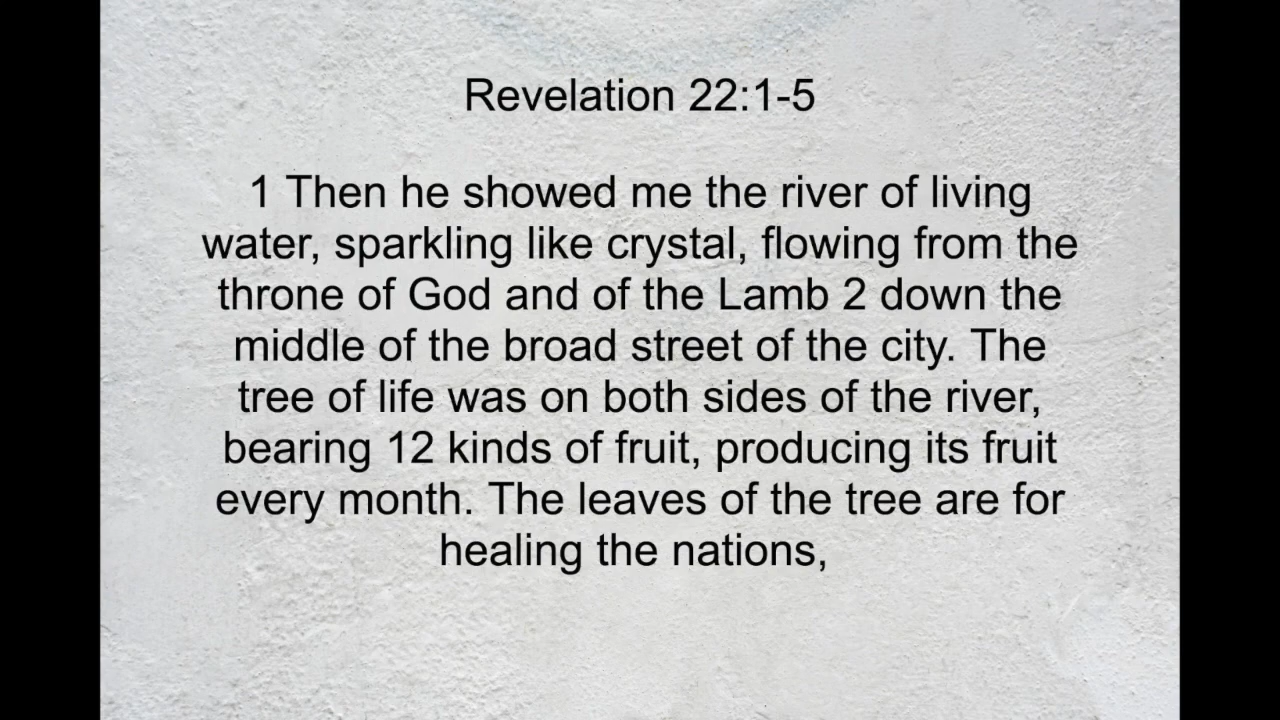 Revelation 22:1-5
1 Then he showed me the river of living
water, sparkling like crystal, flowing from the
throne of God and of the Lamb 2 down the
middle of the broad street of the city. The
tree of life was on both sides of the river,
bearing 12 kinds of fruit, producing its fruit
every month. The leaves of the tree are for
healing the nations,